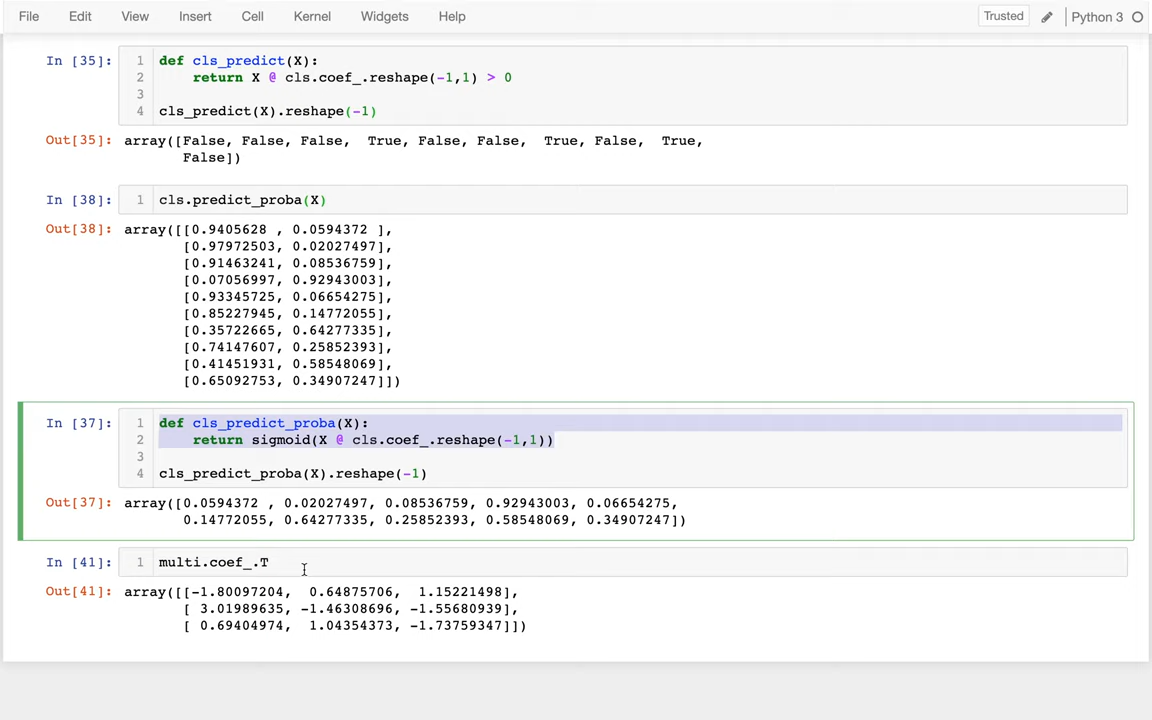 File Edit View Insert Cell Kernel Widgets Help Trusted Python 3
In [35]: 1 def cls_predict(X):
2 return X @ cls.coef_.reshape(-1,1) > 0
3
4 cls_predict(X).reshape(-1)
Out[35]: array([False, False, False, True, False, False, True, False, True,
False])
In [38]: 1 cls.predict_proba(X)
Out[38]: array([[0.9405628 , 0.0594372 ],
[0.97972503, 0.02027497],
[0.91463241, 0.08536759],
[0.07056997, 0.92943003],
[0.93345725, 0.06654275],
[0.85227945, 0.14772055],
[0.35722665, 0.64277335],
[0.74147607, 0.25852393],
[0.41451931, 0.58548069],
[0.65092753, 0.34907247]])
In [37]: 1 def cls_predict_proba(X):
2 return sigmoid(X @ cls.coef_.reshape(-1,1))
3
4 cls_predict_proba(X).reshape(-1)
Out[37]: array([0.0594372 , 0.02027497, 0.08536759, 0.92943003, 0.06654275,
0.14772055, 0.64277335, 0.25852393, 0.58548069, 0.34907247])
In [41]: 1 multi.coef_.T
Out[41]: array([[-1.80097204, 0.64875706, 1.15221498],
[ 3.01989635, -1.46308696, -1.55680939],
[ 0.69404974, 1.04354373, -1.73759347]])